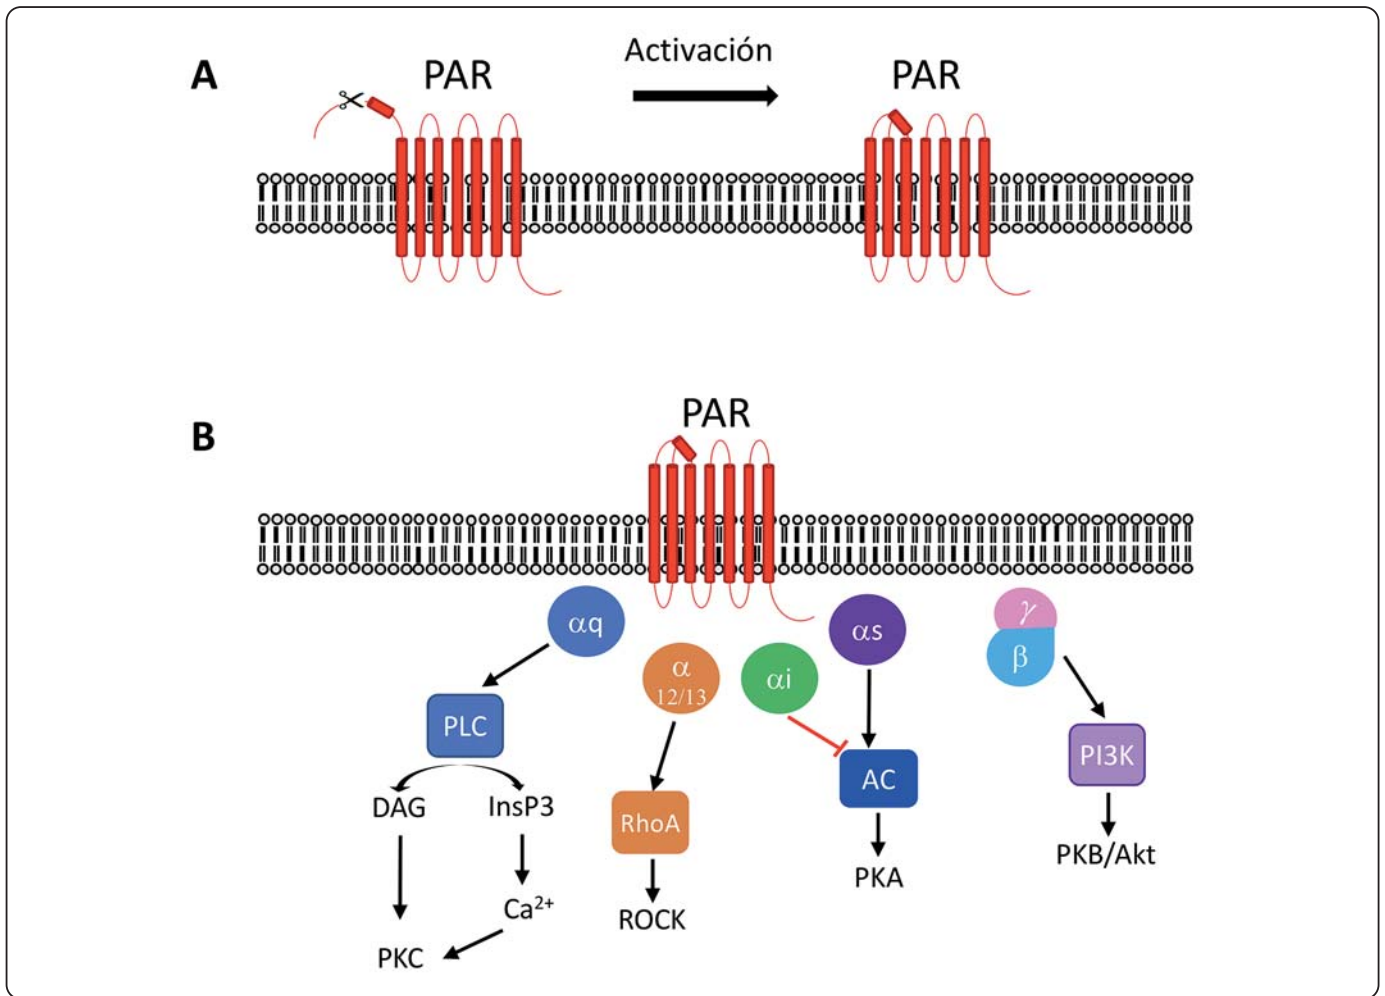 A
PAR
Activación
PAR
B
PAR
αq
α
12/13
αi
αs
γ
β
PLC
DAG
InsP3
Ca²⁺
PKC
RhoA
ROCK
AC
PKA
PI3K
PKB/Akt